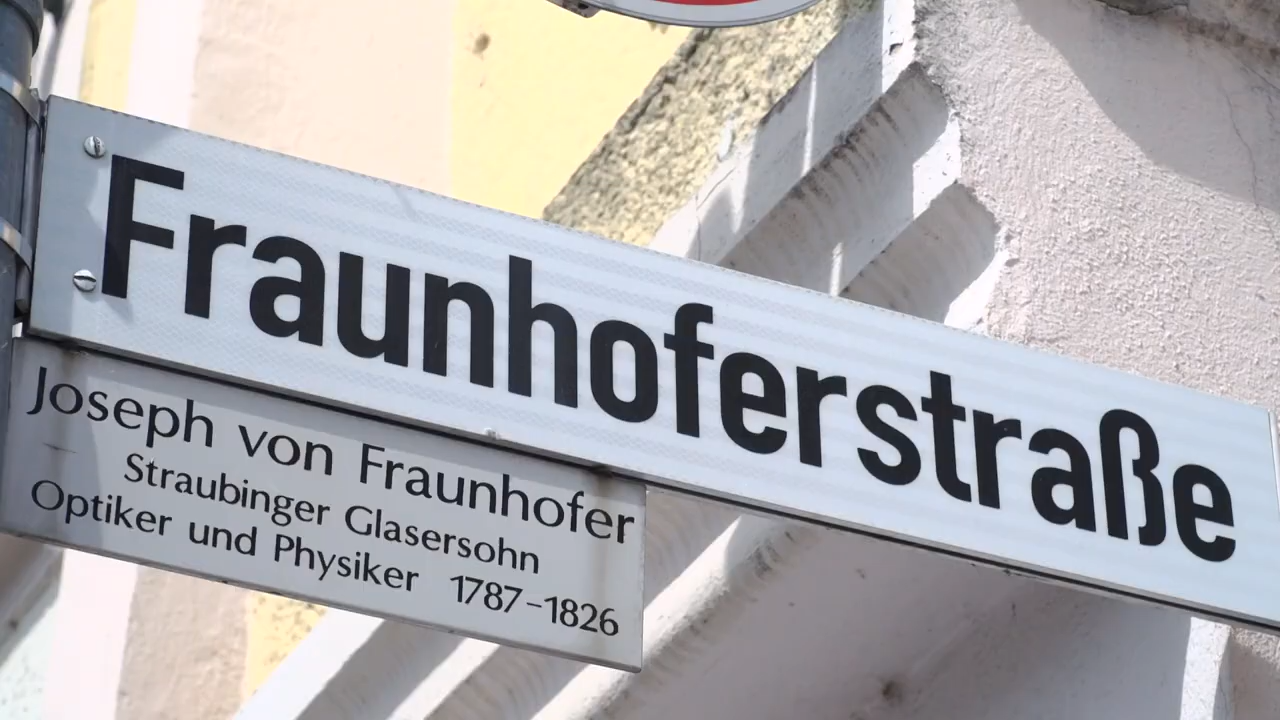 Fraunhoferstraße
Joseph von Fraunhofer
Straubinger Glasersohn
Optiker und Physiker 1787-1826